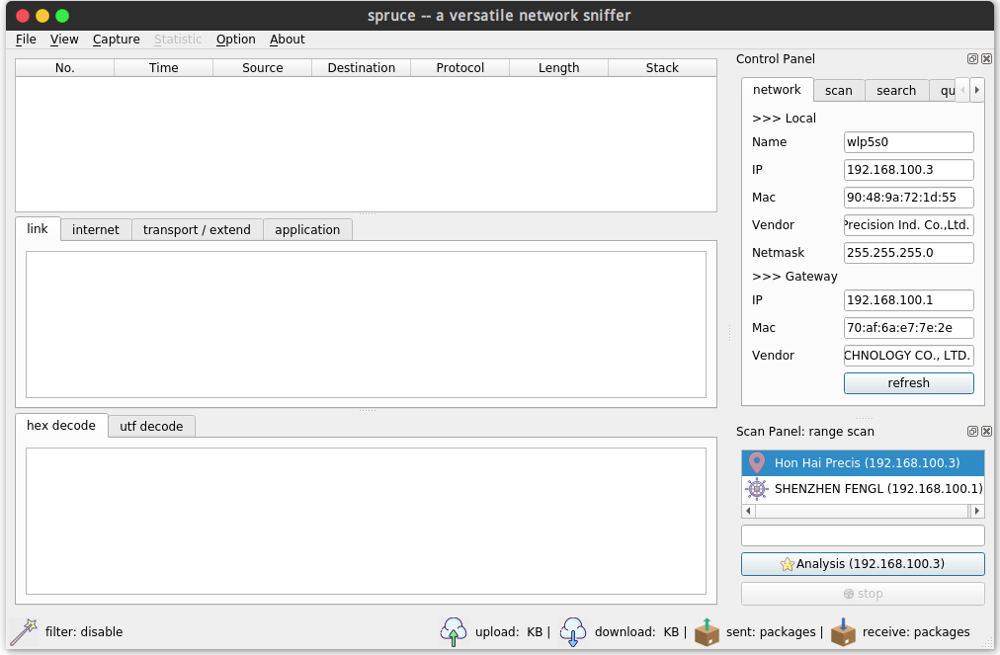 spruce -- a versatile network sniffer
File View Capture Statistic Option About
No. Time Source Destination Protocol Length Stack
link internet transport / extend application
hex decode utf decode
Control Panel
network scan search qu
>>> Local
Name wlp5s0
IP 192.168.100.3
Mac 90:48:9a:72:1d:55
Vendor Precision Ind. Co.,Ltd.
Netmask 255.255.255.0
>>> Gateway
IP 192.168.100.1
Mac 70:af:6a:e7:7e:2e
Vendor CHNOLOGY CO., LTD.
refresh
Scan Panel: range scan
Hon Hai Precis (192.168.100.3)
SHENZHEN FENGL (192.168.100.1)
Analysis (192.168.100.3)
stop
filter: disable upload: KB | download: KB | sent: packages | receive: packages